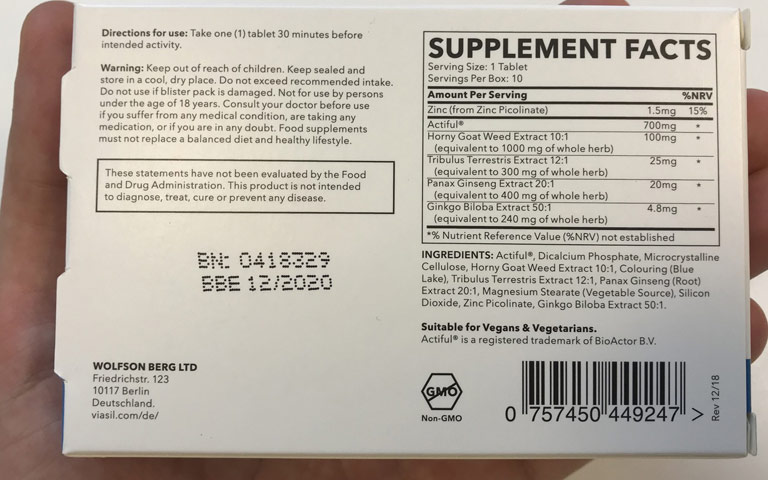 Directions for use: Take one (1) tablet 30 minutes before
intended activity.
Warning: Keep out of reach of children. Keep sealed and
store in a cool, dry place. Do not exceed recommended intake.
Do not use if blister pack is damaged. Not for use by persons
under the age of 18 years. Consult your doctor before use
if you suffer from any medical condition, are taking any
medication, or if you are in any doubt. Food supplements
must not replace a balanced diet and healthy lifestyle.
These statements have not been evaluated by the Food
and Drug Administration. This product is not intended
to diagnose, treat, cure or prevent any disease.
BN: 0418329
BBE 12/2020
WOLFSON BERG LTD
Friedrichstr. 123
10117 Berlin
Deutschland.
viasil.com/de/
SUPPLEMENT FACTS
Serving Size: 1 Tablet
Servings Per Box: 10
Amount Per Serving %NRV
Zinc (from Zinc Picolinate) 1.5mg 15%
Actiful® 700mg *
Horny Goat Weed Extract 10:1 100mg *
(equivalent to 1000 mg of whole herb)
Tribulus Terrestris Extract 12:1 25mg *
(equivalent to 300 mg of whole herb)
Panax Ginseng Extract 20:1 20mg *
(equivalent to 400 mg of whole herb)
Ginkgo Biloba Extract 50:1 4.8mg *
(equivalent to 240 mg of whole herb)
*% Nutrient Reference Value (%NRV) not established
INGREDIENTS: Actiful®, Dicalcium Phosphate, Microcrystalline
Cellulose, Horny Goat Weed Extract 10:1, Colouring (Blue
Lake), Tribulus Terrestris Extract 12:1, Panax Ginseng (Root)
Extract 20:1, Magnesium Stearate (Vegetable Source), Silicon
Dioxide, Zinc Picolinate, Ginkgo Biloba Extract 50:1.
Suitable for Vegans & Vegetarians.
Actiful® is a registered trademark of BioActor B.V.
GMO
Non-GMO
0 757450 449247 >
Rev 12/18